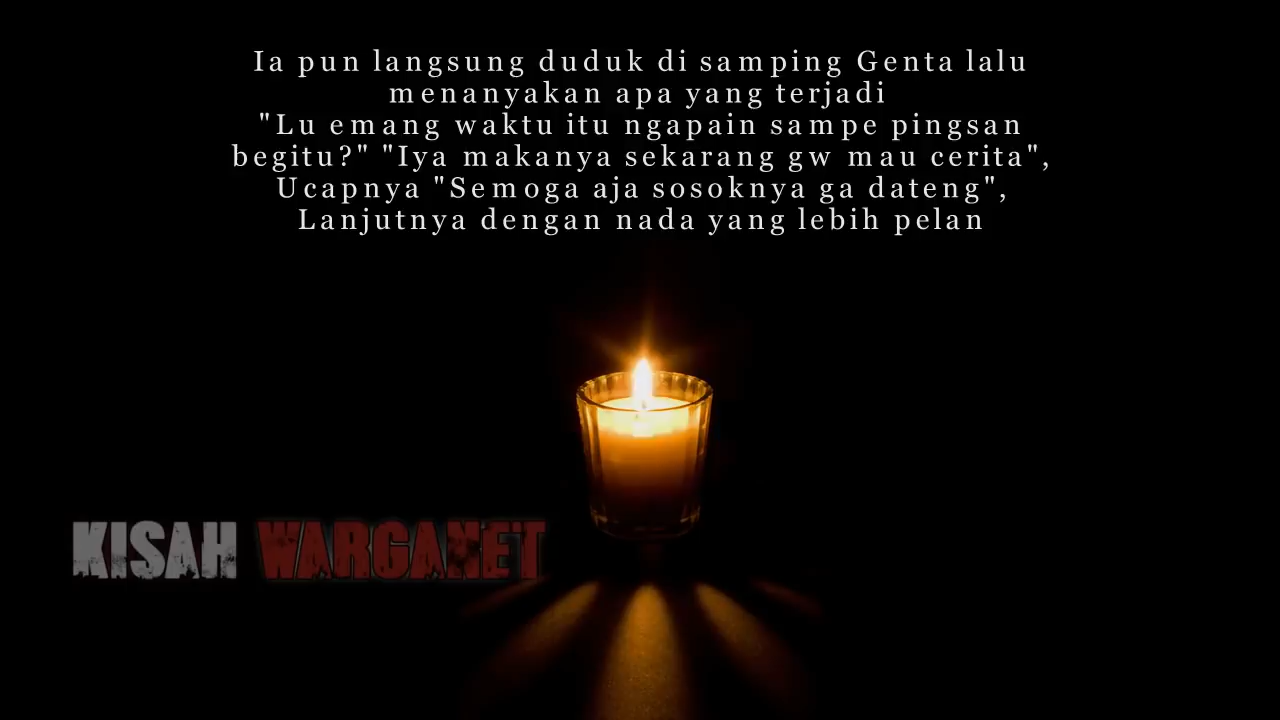 Ia pun langsung duduk di samping Genta lalu
menanyakan apa yang terjadi
"Lu emang waktu itu ngapain sampe pingsan
begitu?" "Iya makanya sekarang gw mau cerita",
Ucapnya "Semoga aja sosoknya ga dateng",
Lanjutnya dengan nada yang lebih pelan
KISAH WARGANET